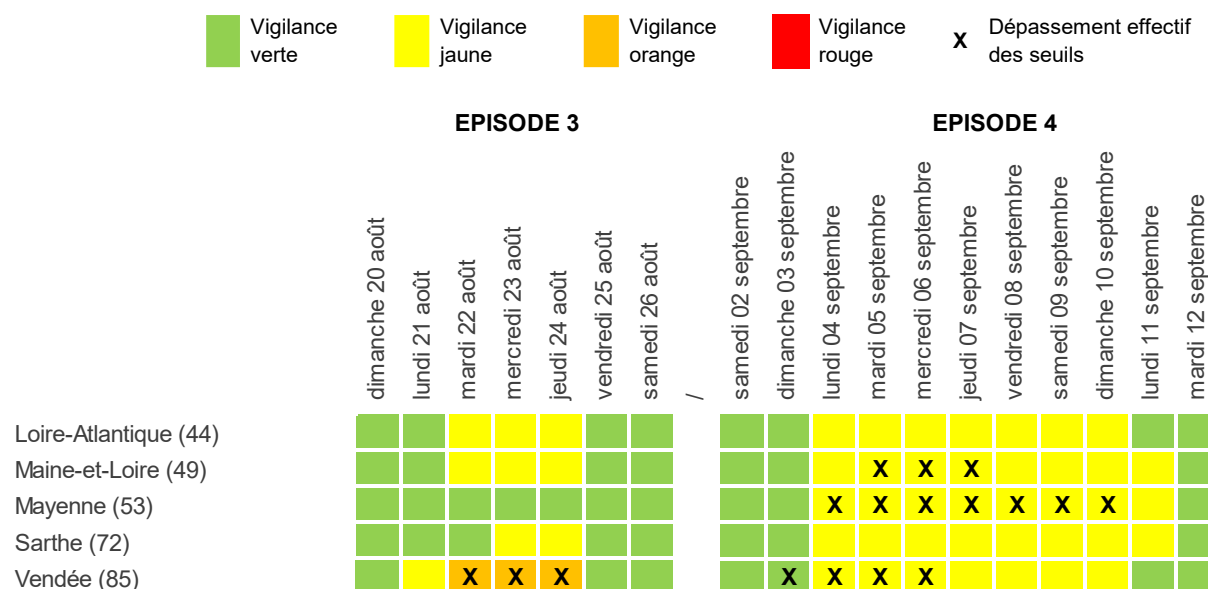 Vigilance verte
Vigilance jaune
Vigilance orange
Vigilance rouge
X Dépassement effectif des seuils
EPISODE 3
EPISODE 4
dimanche 20 août
lundi 21 août
mardi 22 août
mercredi 23 août
jeudi 24 août
vendredi 25 août
samedi 26 août
/
samedi 02 septembre
dimanche 03 septembre
lundi 04 septembre
mardi 05 septembre
mercredi 06 septembre
jeudi 07 septembre
vendredi 08 septembre
samedi 09 septembre
dimanche 10 septembre
lundi 11 septembre
mardi 12 septembre
Loire-Atlantique (44)
Maine-et-Loire (49) X X X
Mayenne (53) X X X X X X X
Sarthe (72)
Vendée (85) X X X X X X X